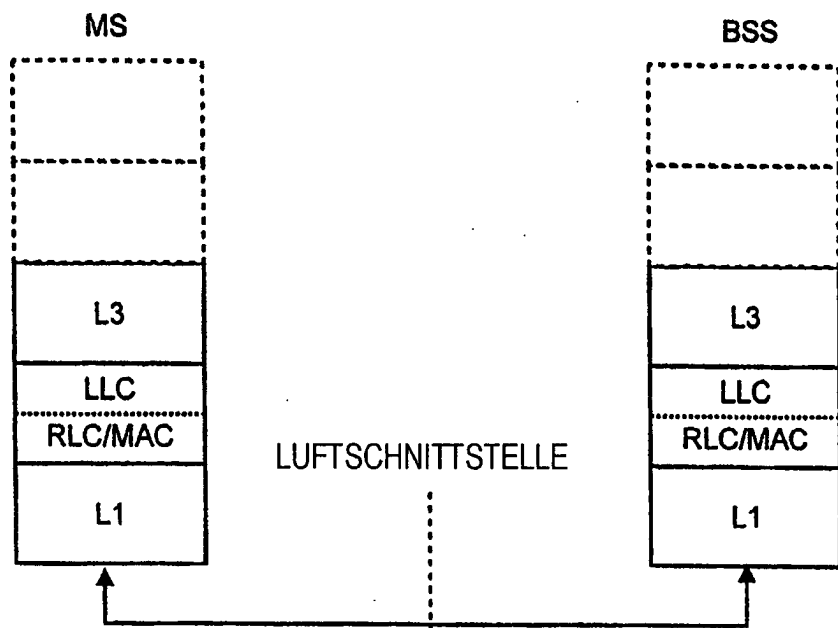 MS
BSS
L3
L3
LLC
LLC
RLC/MAC
RLC/MAC
LUFTSCHNITTSTELLE
L1
L1